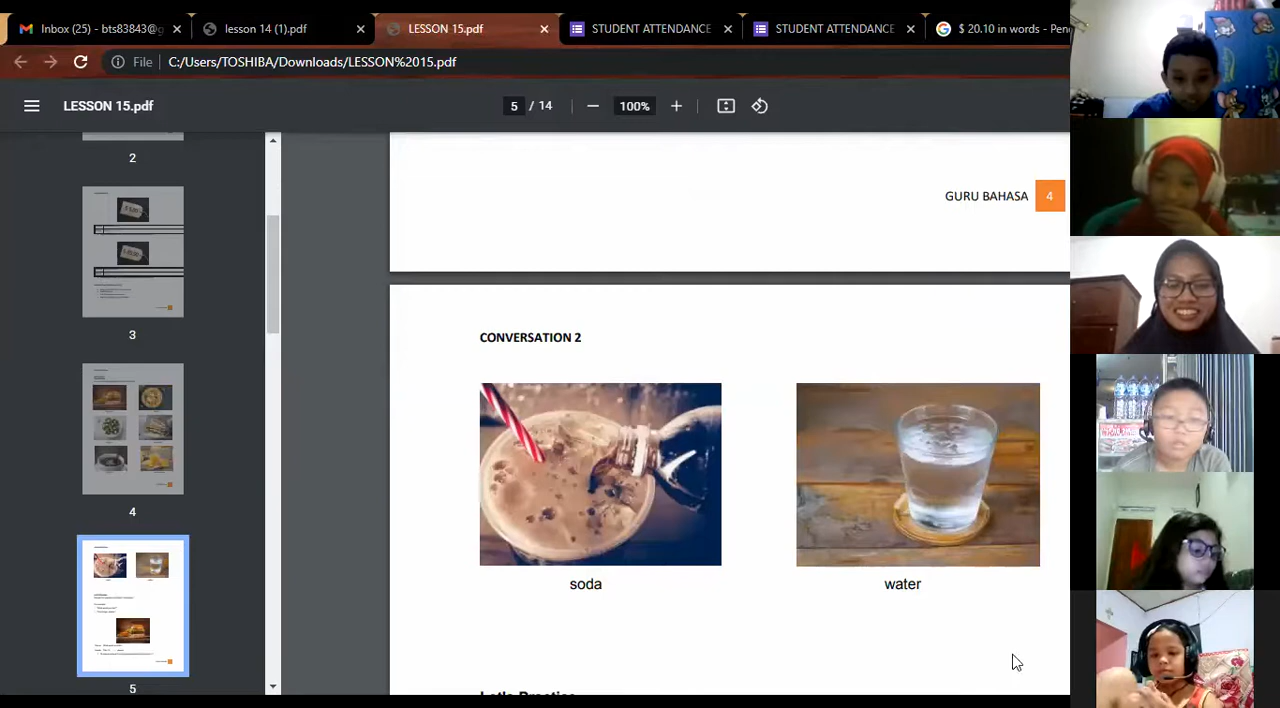 Inbox (25) - bts83843@g
lesson 14 (1).pdf
LESSON 15.pdf
STUDENT ATTENDANCE
STUDENT ATTENDANCE
$ 20.10 in words - Pen
File
C:/Users/TOSHIBA/Downloads/LESSON%2015.pdf
LESSON 15.pdf
5 / 14
100%
2
3
4
5
GURU BAHASA 4
CONVERSATION 2
soda
water
Let's Practice